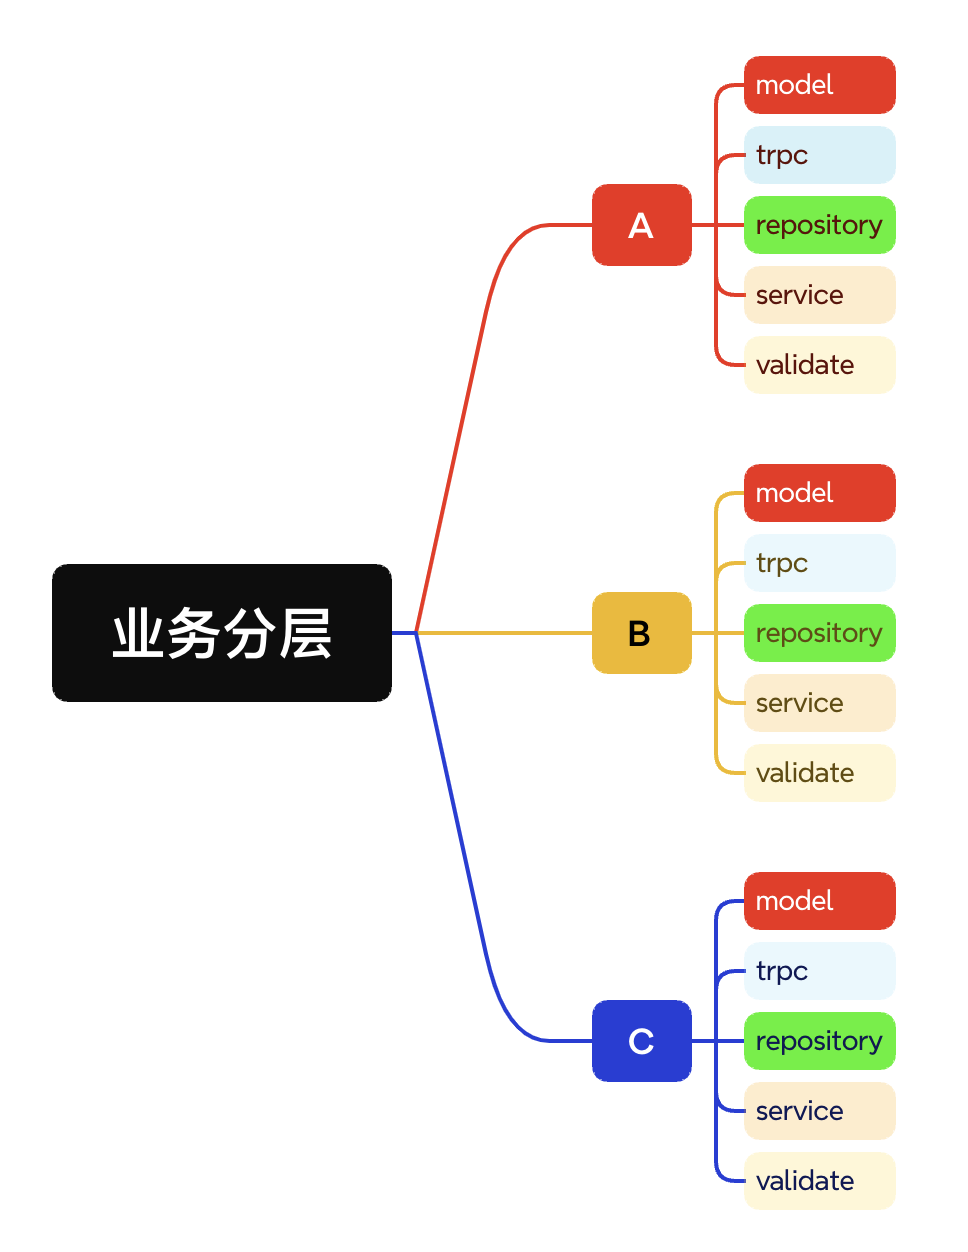 业务分层
A
model
trpc
repository
service
validate
B
model
trpc
repository
service
validate
C
model
trpc
repository
service
validate